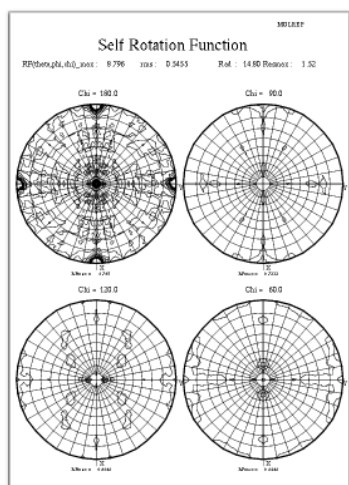 MOLREP
Self Rotation Function
RF(theta,phi,chi)_max : 8.796 rms : 0.5455 Rad : 14.80 Resmax : 1.52
Chi = 180.0 Chi = 90.0
Y Y
X X
Chi = 120.0 Chi = 60.0
Y Y
X X